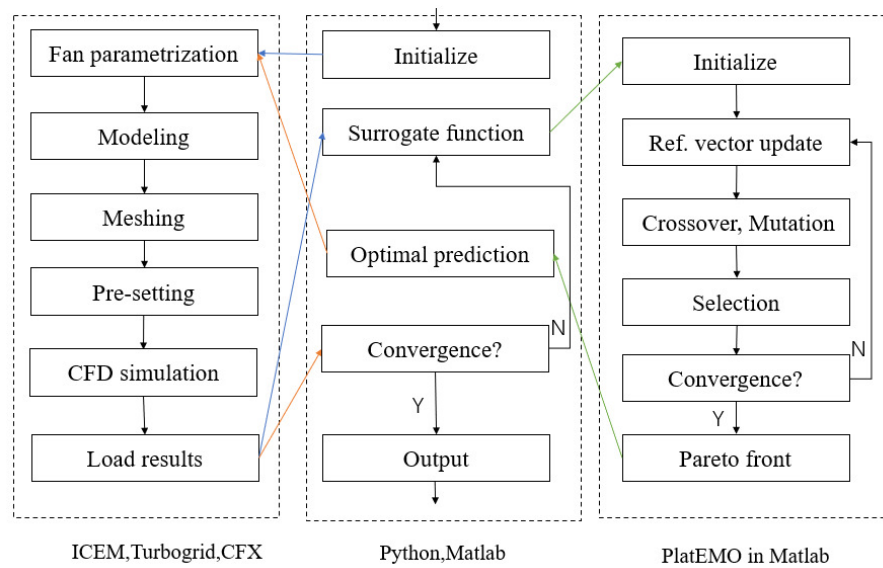 Fan parametrization
Modeling
Meshing
Pre-setting
CFD simulation
Load results
ICEM,Turbogrid,CFX
Initialize
Surrogate function
Optimal prediction
Convergence?
N
Y
Output
Python,Matlab
Initialize
Ref. vector update
Crossover, Mutation
Selection
Convergence?
N
Y
Pareto front
PlatEMO in Matlab